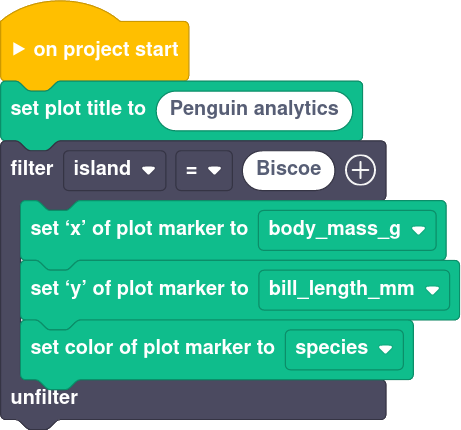 on project start
set plot title to Penguin analytics
filter island = Biscoe
set ‘x’ of plot marker to body_mass_g
set ‘y’ of plot marker to bill_length_mm
set color of plot marker to species
unfilter